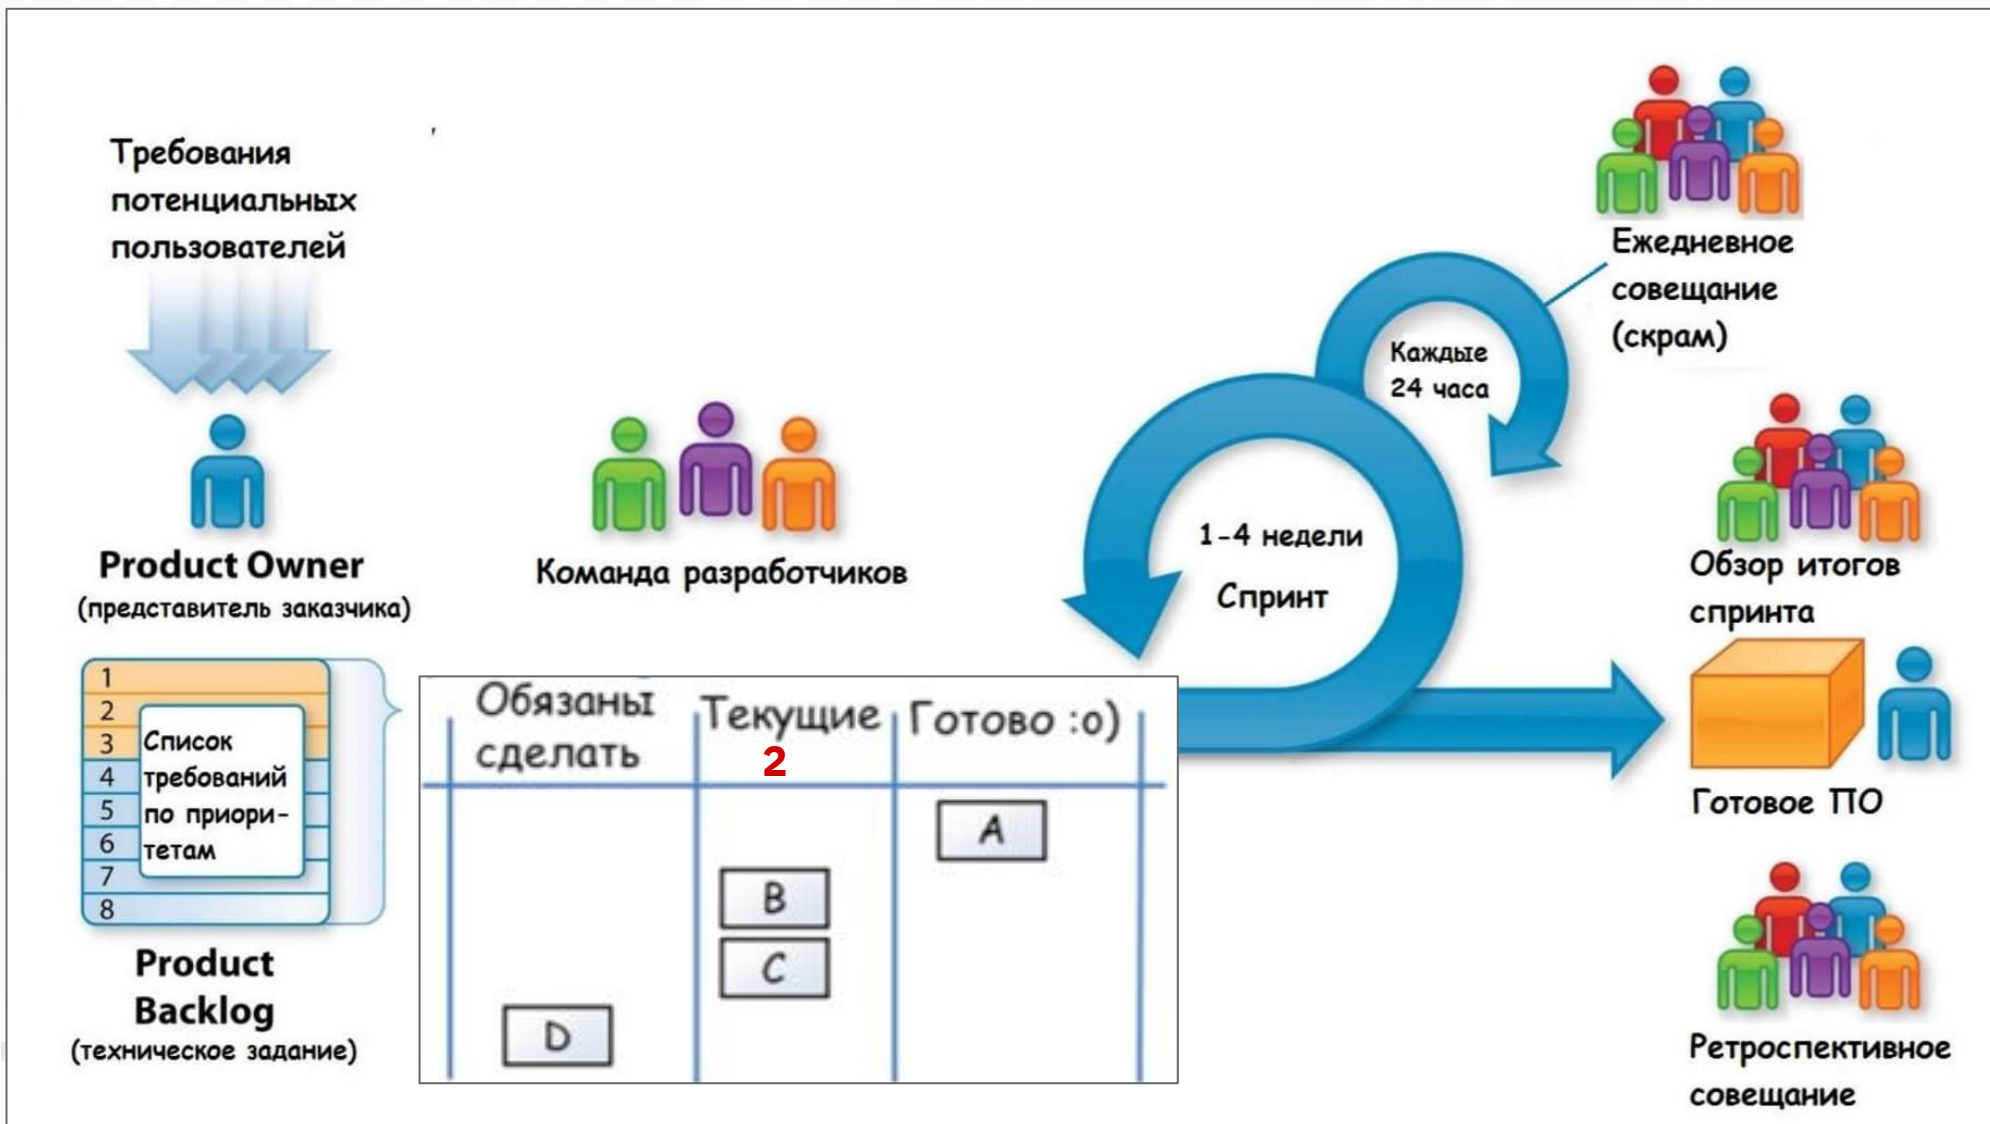 Требования
потенциальных
пользователей
Product Owner
(представитель заказчика)
1
2
3
4
5
6
7
8
Список
требований
по приори-
тетам
Product
Backlog
(техническое задание)
Команда разработчиков
Обязаны
сделать
Текущие
2
Готово :о)
A
B
C
D
1-4 недели
Спринт
Каждые
24 часа
Ежедневное
совещание
(скрам)
Обзор итогов
спринта
Готовое ПО
Ретроспективное
совещание